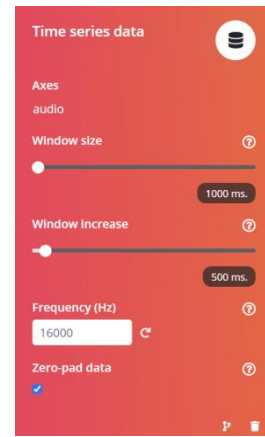 Time series data
Axes
audio
Window size
1000 ms.
Window increase
500 ms.
Frequency (Hz)
16000
Zero-pad data